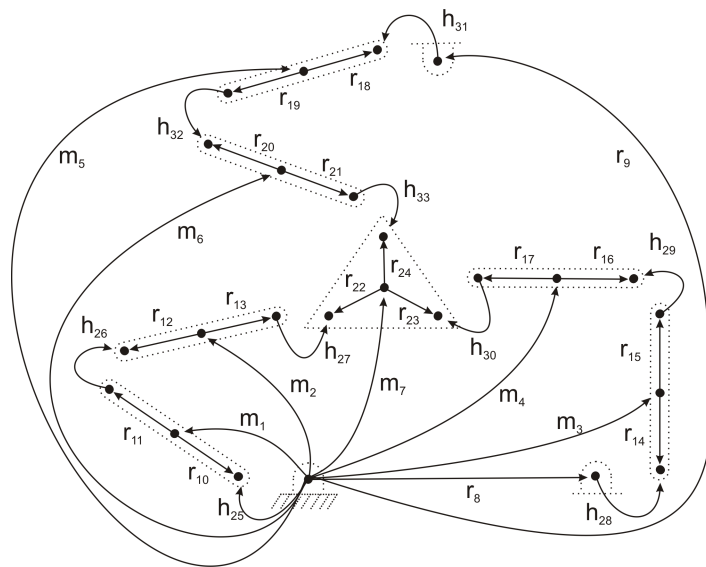 h₃₁
r₁₈
r₁₉
h₃₂
m₅
r₂₀
r₂₁
r₉
h₃₃
m₆
r₂₄
r₂₂
r₂₃
r₁₇
r₁₆
h₂₉
r₁₃
r₁₂
h₂₆
h₂₇
h₃₀
r₁₅
m₂
m₇
m₄
m₁
m₃
r₁₁
r₁₀
r₁₄
r₈
h₂₅
h₂₈